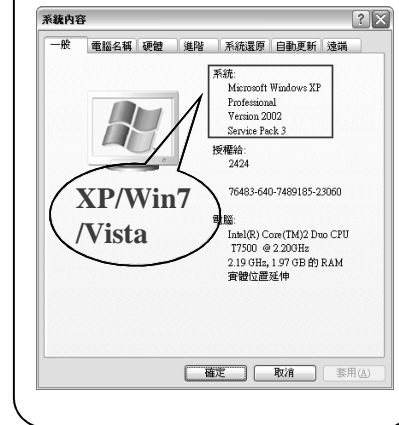 系統內容
一般 電腦名稱 硬體 進階 系統還原 自動更新 遠端
系統:
Microsoft Windows XP
Professional
Version 2002
Service Pack 3
授權給:
2424
76483-640-7489185-23060
XP/Win7
/Vista
電腦:
Intel(R) Core(TM)2 Duo CPU
T7500 @ 2.20GHz
2.19 GHz, 1.97 GB 的 RAM
實體位置延伸
確定 取消 套用(A)